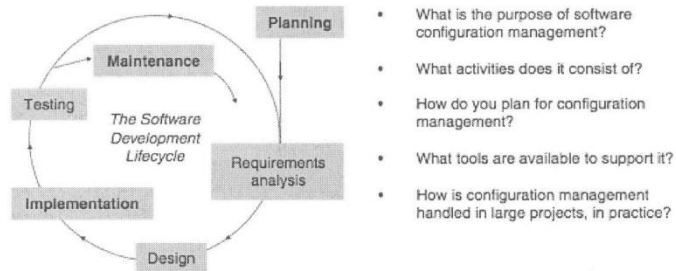 Planning
Maintenance
Testing
The Software
Development
Lifecycle
Requirements
analysis
Implementation
Design
• What is the purpose of software
configuration management?
• What activities does it consist of?
• How do you plan for configuration
management?
• What tools are available to support it?
• How is configuration management
handled in large projects, in practice?